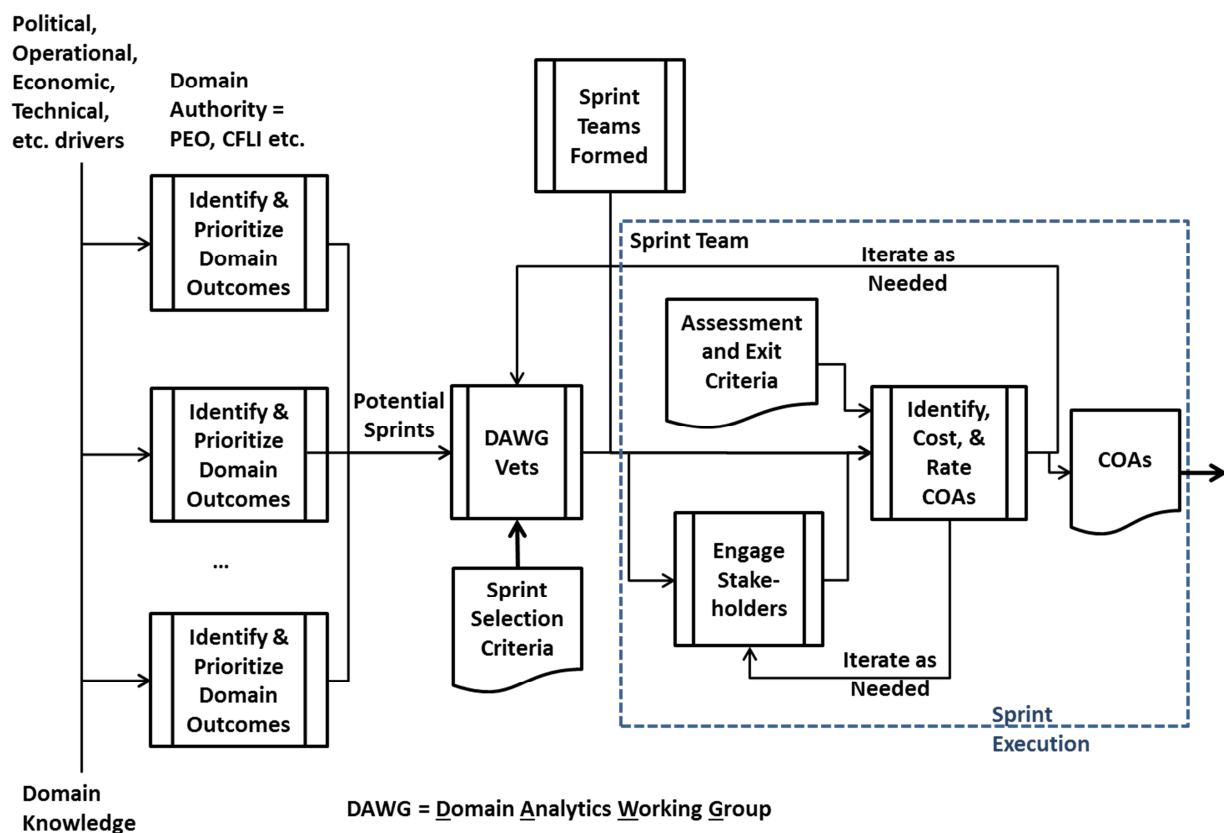 Political,
Operational,
Economic,
Technical,
etc. drivers
Domain
Authority =
PEO, CFLI etc.
Identify &
Prioritize
Domain
Outcomes
Identify &
Prioritize
Domain
Outcomes
...
Identify &
Prioritize
Domain
Outcomes
Domain
Knowledge
Potential
Sprints
DAWG
Vets
Sprint
Selection
Criteria
Sprint
Teams
Formed
Sprint Team
Iterate as
Needed
Assessment
and Exit
Criteria
Identify,
Cost, &
Rate
COAs
COAs
Engage
Stake-
holders
Iterate as
Needed
Sprint
Execution
DAWG = Domain Analytics Working Group